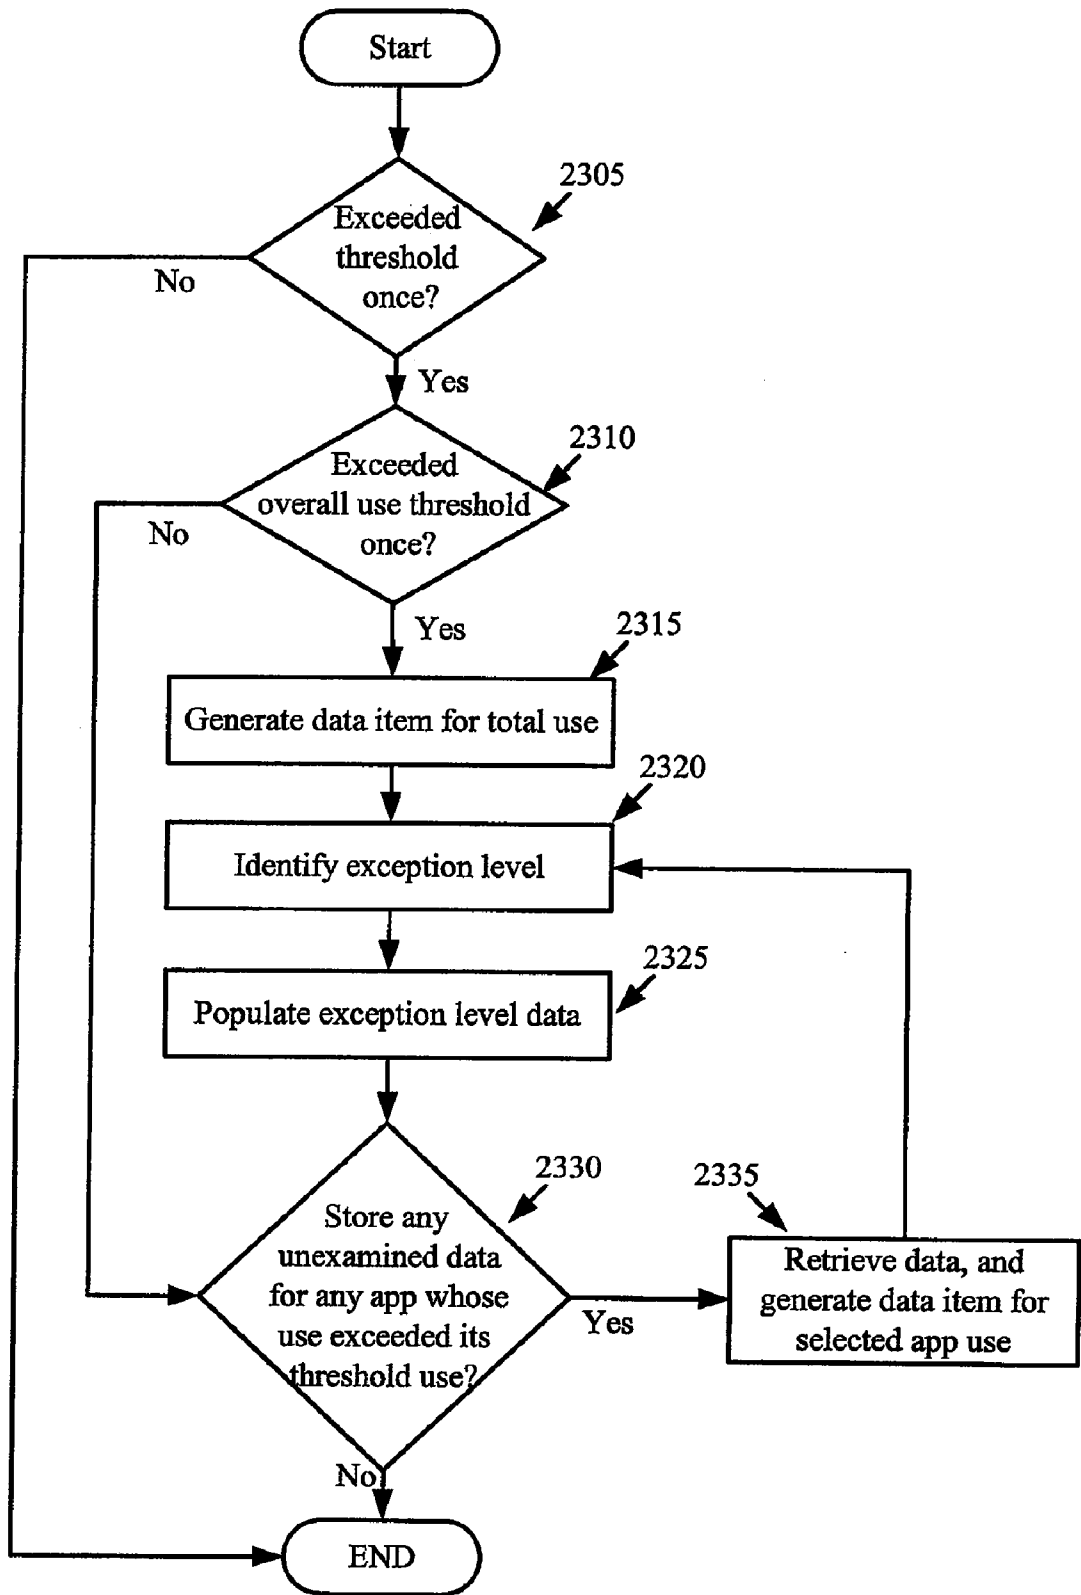 Start
2305
Exceeded
threshold
once?
No
Yes
2310
Exceeded
overall use threshold
once?
No
Yes
2315
Generate data item for total use
2320
Identify exception level
2325
Populate exception level data
2330
2335
Store any
unexamined data
for any app whose
use exceeded its
threshold use?
Yes
Retrieve data, and
generate data item for
selected app use
No
END